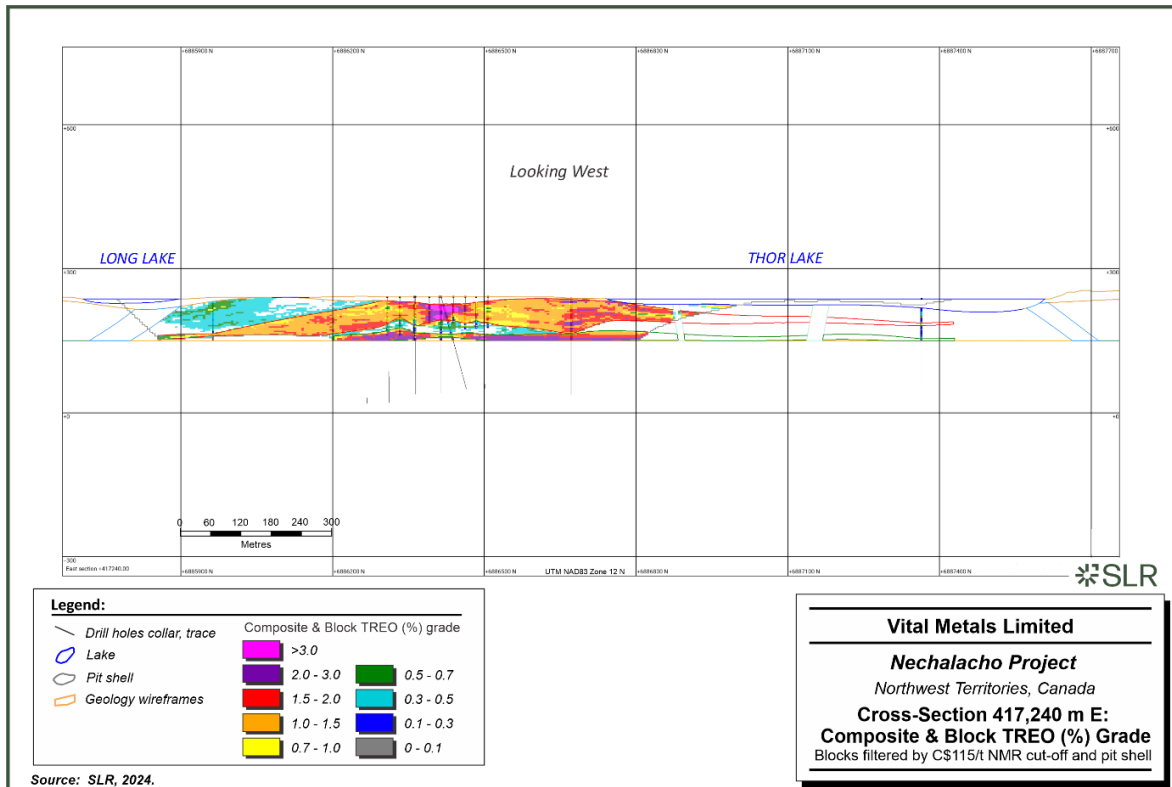 +6885900 N +6886200 N +6886500 N +6886800 N +6887100 N +6887400 N +6887700
+600 +600
Looking West
LONG LAKE THOR LAKE
+300 +300
+0 +0
0 60 120 180 240 300
Metres
-300
East section +417240.00 +6885900 N +6886200 N UTM NAD83 Zone 12 N +6886800 N +6887100 N +6887400 N
SLR
Legend:
Drill holes collar, trace
Lake
Pit shell
Geology wireframes
Composite & Block TREO (%) grade
>3.0
2.0 - 3.0 0.5 - 0.7
1.5 - 2.0 0.3 - 0.5
1.0 - 1.5 0.1 - 0.3
0.7 - 1.0 0 - 0.1
Vital Metals Limited
Nechalacho Project
Northwest Territories, Canada
Cross-Section 417,240 m E:
Composite & Block TREO (%) Grade
Blocks filtered by C$115/t NMR cut-off and pit shell
Source: SLR, 2024.